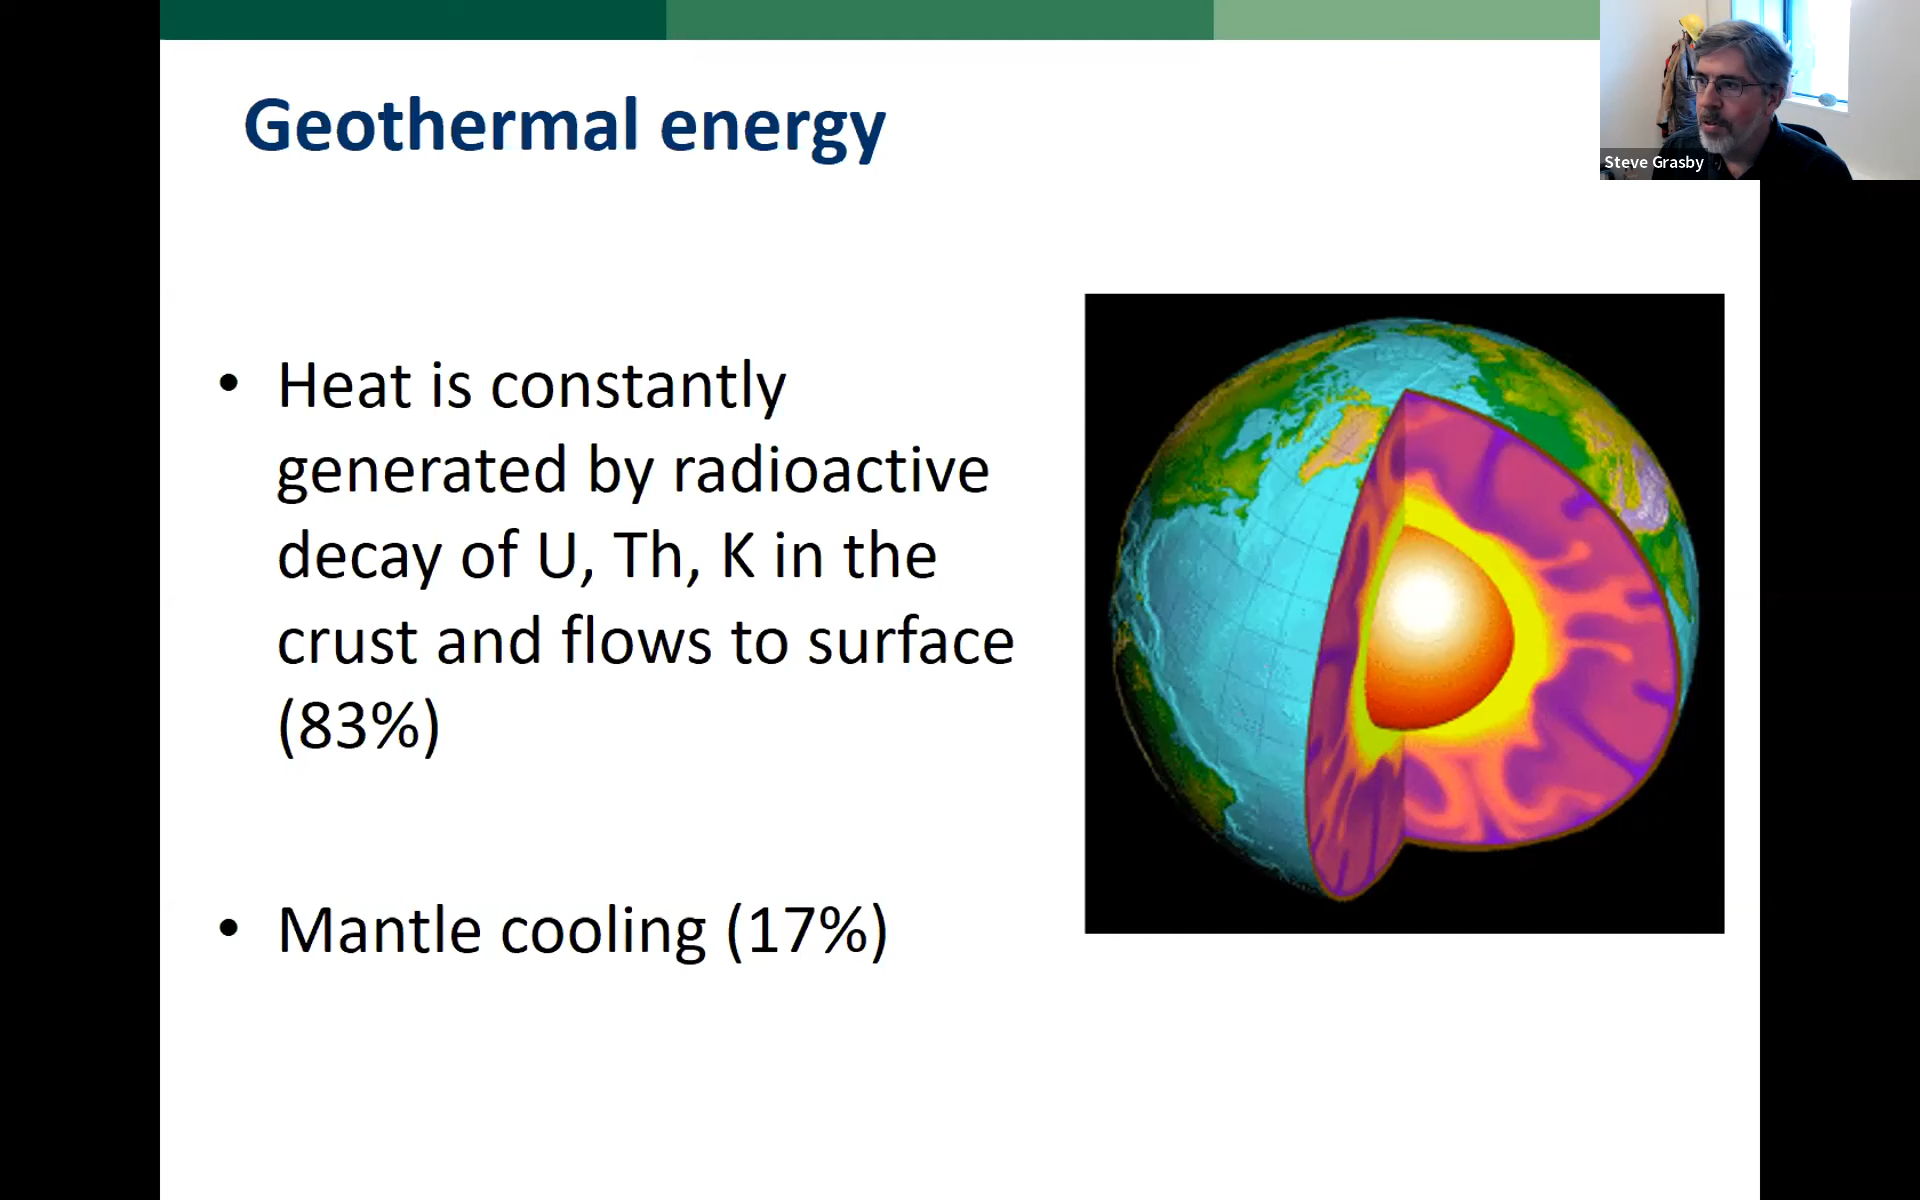 Geothermal energy
Steve Grasby
• Heat is constantly
generated by radioactive
decay of U, Th, K in the
crust and flows to surface
(83%)
• Mantle cooling (17%)